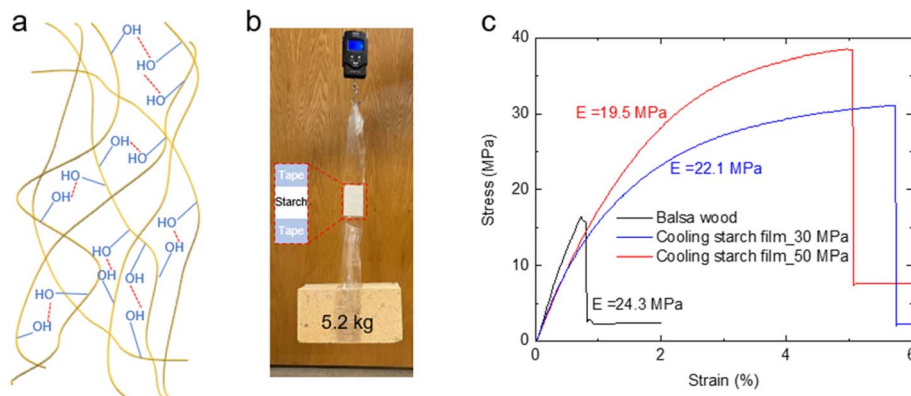 a
OH
HO
HO
OH
HO
HO
OH
HO
OH
HO
OH
OH
OH
HO
OH
OH
b
Tape
Starch
Tape
5.2 kg
c
40
30
20
10
0
Stress (MPa)
E =19.5 MPa
E =22.1 MPa
Balsa wood
Cooling starch film_30 MPa
Cooling starch film_50 MPa
E =24.3 MPa
0
2
4
6
Strain (%)